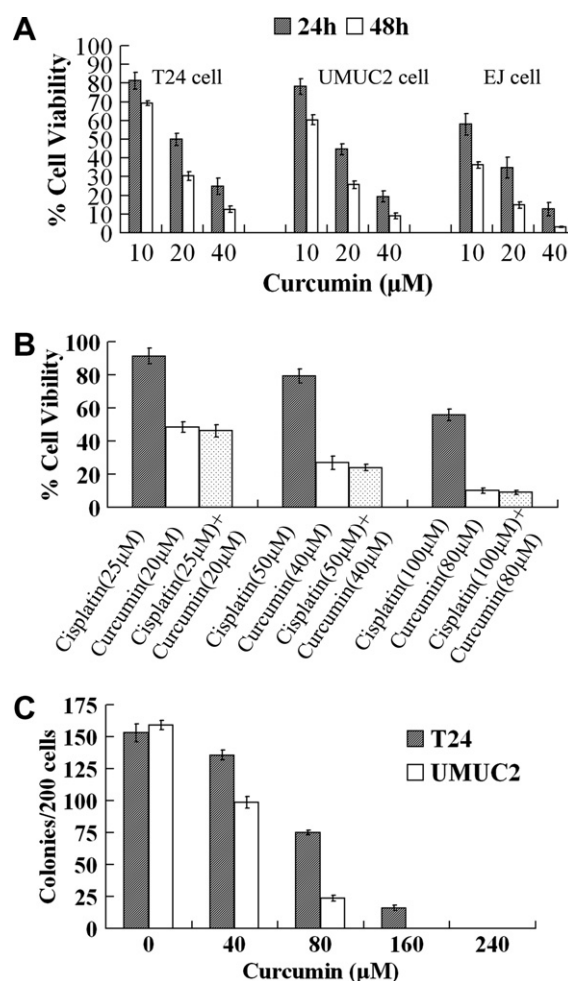 A
24h 48h
T24 cell UMUC2 cell EJ cell
% Cell Viability
90
80
70
60
50
40
30
20
10
0
10 20 40 10 20 40 10 20 40
Curcumin (µM)
B
% Cell Vibility
100
80
60
40
20
0
Cisplatin(25µM)
Curcumin(20µM)
Cisplatin(25µM)+
Curcumin(20µM)
Cisplatin(50µM)
Curcumin(40µM)
Cisplatin(50µM)+
Curcumin(40µM)
Cisplatin(100µM)
Curcumin(80µM)
Cisplatin(100µM)+
Curcumin(80µM)
C
Colonies/200 cells
175
150
125
100
75
50
25
0
T24
UMUC2
0 40 80 160 240
Curcumin (µM)